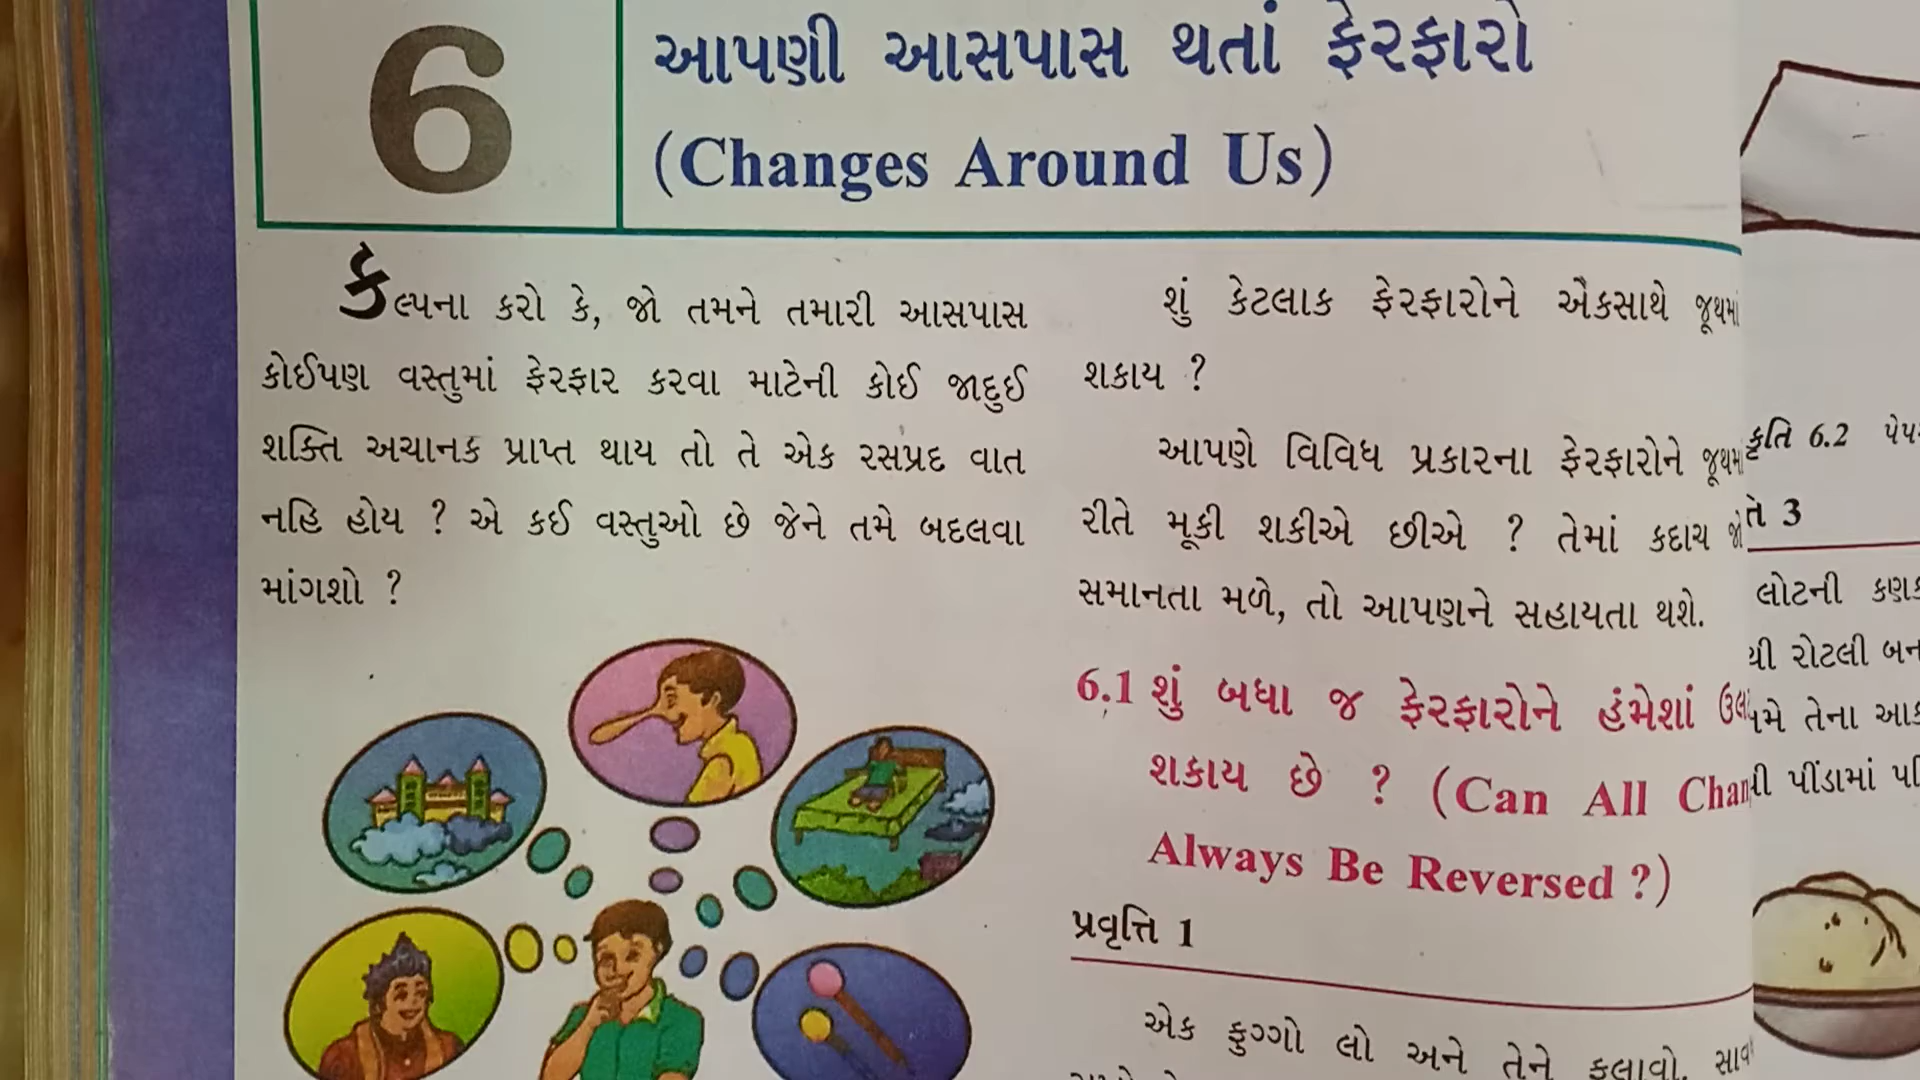 6
આપણી આસપાસ થતાં ફેરફારો
(Changes Around Us)
કલ્પના કરો કે, જો તમને તમારી આસપાસ
કોઈપણ વસ્તુમાં ફેરફાર કરવા માટેની કોઈ જાદુઈ
શક્તિ અચાનક પ્રાપ્ત થાય તો તે એક રસપ્રદ વાત
નહિ હોય ? એ કઈ વસ્તુઓ છે જેને તમે બદલવા
માંગશો ?
શું કેટલાક ફેરફારોને ઐકસાથે જૂથમાં
શકાય ?
આપણે વિવિધ પ્રકારના ફેરફારોને
રીતે મૂકી શકીએ છીએ ? તેમાં કદાચ જો
સમાનતા મળે, તો આપણને સહાયતા થશે.
6.1 શું બધા જ ફેરફારોને હંમેશાં
શકાય છે ? (Can All
Always Be Reversed ?)
પ્રવૃત્તિ 1
એક ફુગ્ગો લો અને તેને ફુલાવો.
6.2
3
લોટની
રોટલી
તેના
પીંડામાં